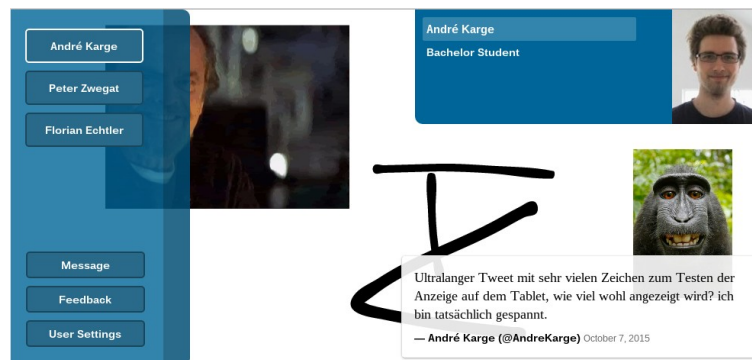 André Karge
Peter Zwegat
Florian Echtler
Message
Feedback
User Settings
André Karge
Bachelor Student
Ultralanger Tweet mit sehr vielen Zeichen zum Testen der
Anzeige auf dem Tablet, wie viel wohl angezeigt wird? ich
bin tatsächlich gespannt.
— André Karge (@AndreKarge) October 7, 2015